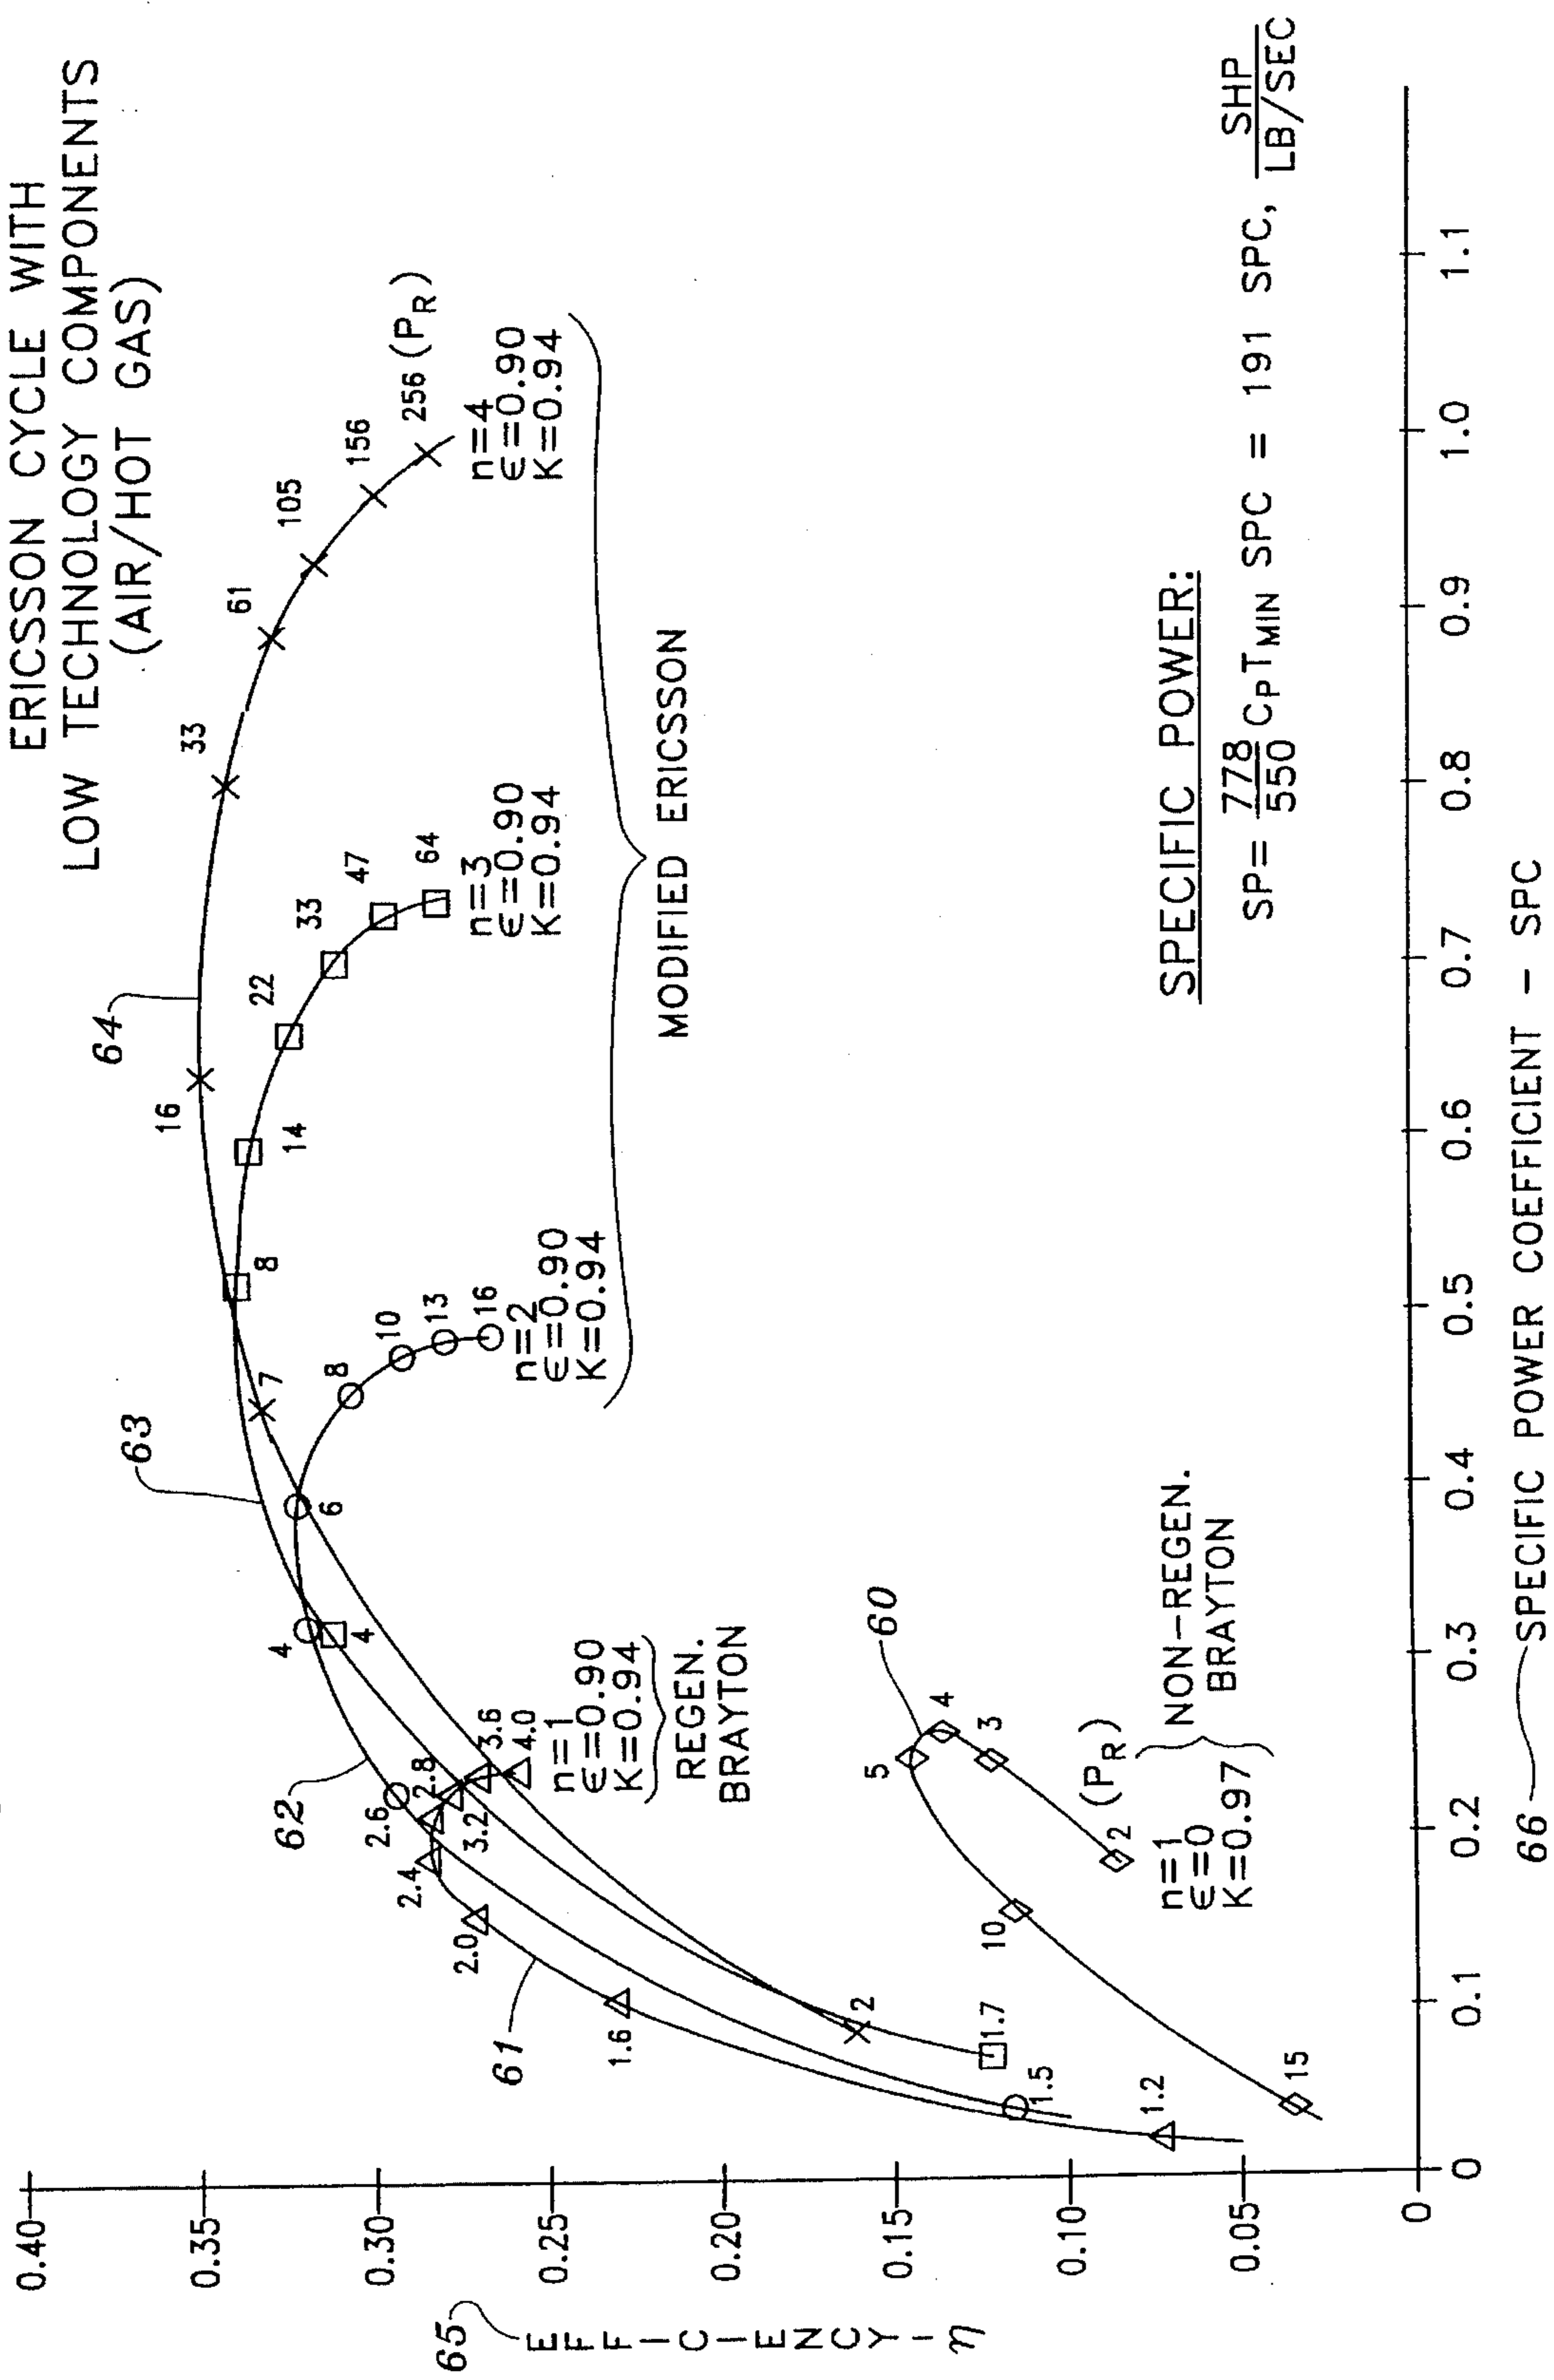 ERICSSON CYCLE WITH
LOW TECHNOLOGY COMPONENTS
(AIR/HOT GAS)
65
EFFICIENCY-η
0.40
0.35
0.30
0.25
0.20
0.15
0.10
0.05
0
64
16
33
61
105
156
256 (PR)
n=4
ϵ=0.90
K=0.94
63
7
8
14
22
33
47
64
n=3
ϵ=0.90
K=0.94
62
2.6
4
4
6
8
10
13
16
n=2
ϵ=0.90
K=0.94
MODIFIED ERICSSON
61
1.2
1.6
2.0
2.4
2.8
3.2
3.6
4.0
n=1
ϵ=0.90
K=0.94
REGEN.
BRAYTON
2
1.7
1.5
60
5
4
3
2 (PR)
10
15
n=1
ϵ=0
K=0.97
NON-REGEN.
BRAYTON
SPECIFIC POWER:
SP= 778/550 CPTMIN SPC = 191 SPC, SHP/LB/SEC
0
0.1
0.2
0.3
0.4
0.5
0.6
0.7
0.8
0.9
1.0
1.1
66
SPECIFIC POWER COEFFICIENT - SPC